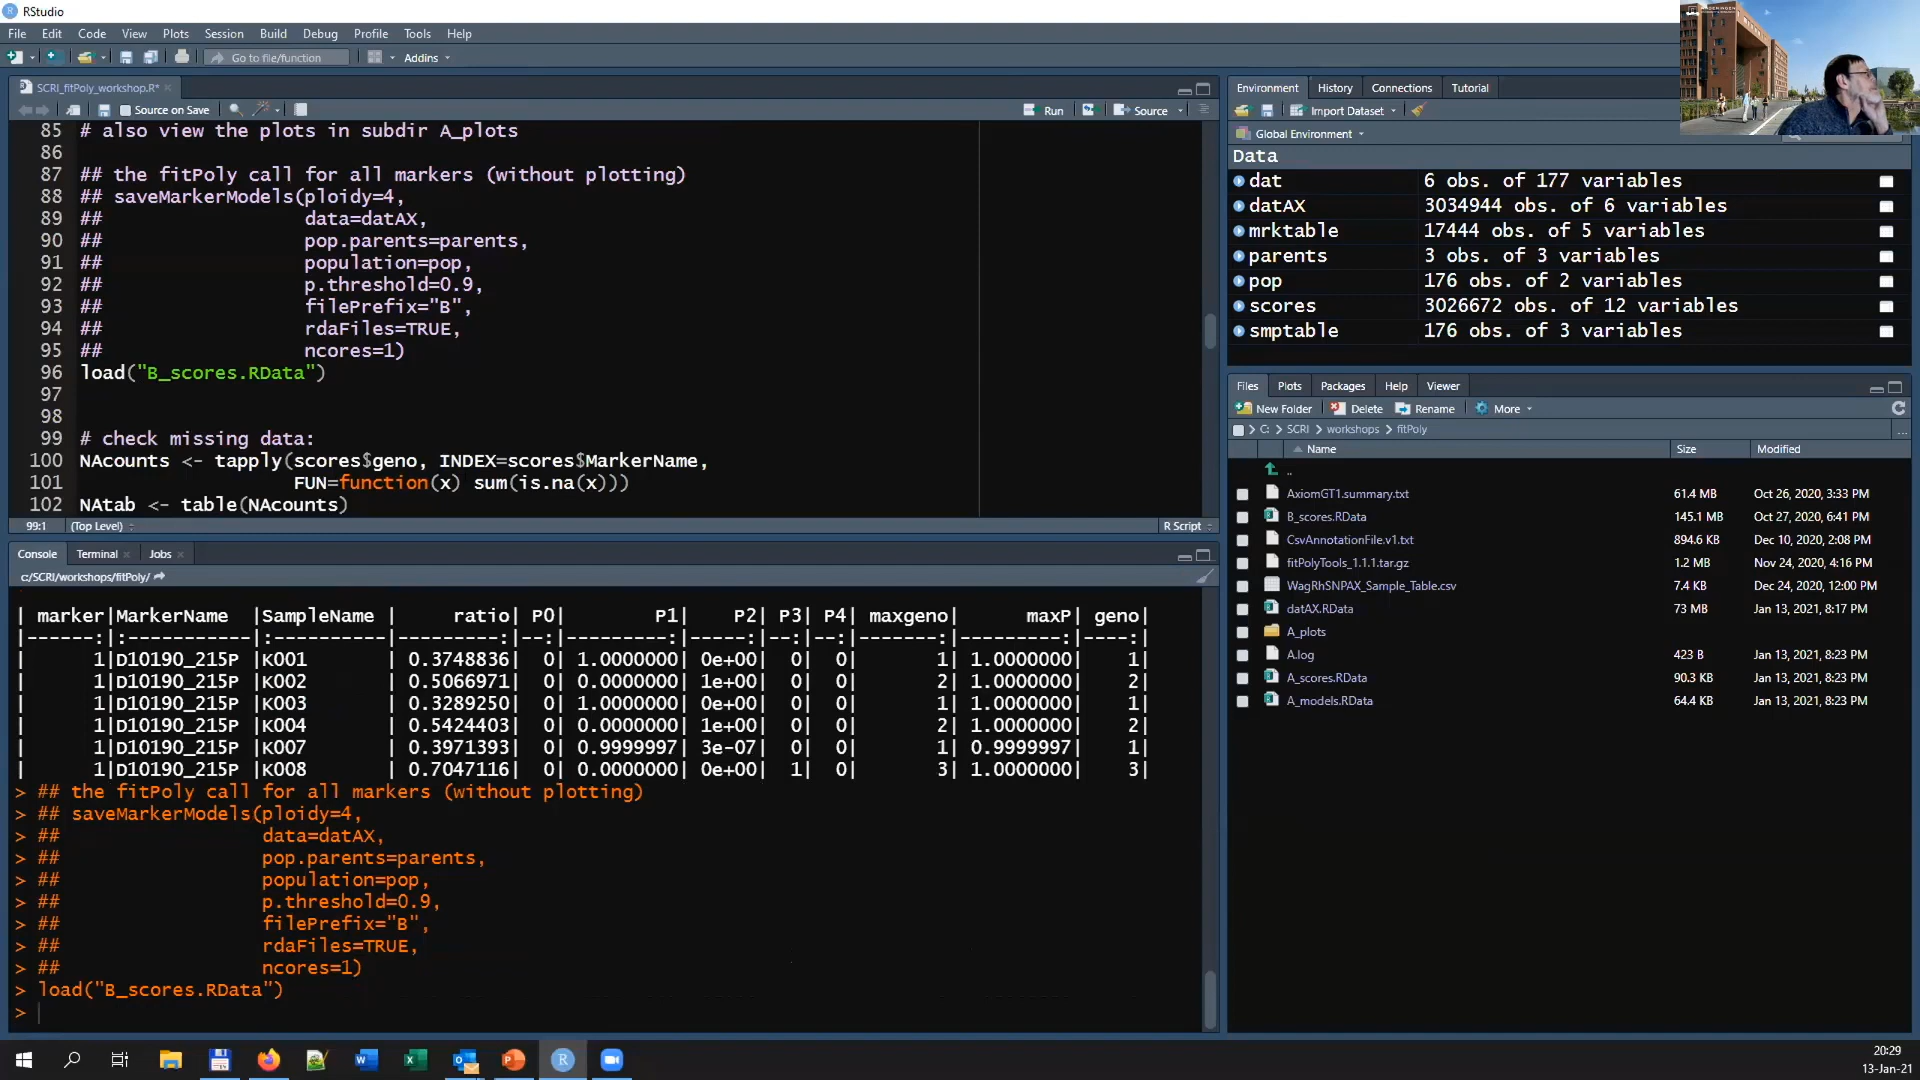 RStudio
File Edit Code View Plots Session Build Debug Profile Tools Help
Go to file/function Addins
SCRI_fitPoly_workshop.R*
Source on Save Run Source
85 # also view the plots in subdir A_plots
86
87 ## the fitPoly call for all markers (without plotting)
88 ## saveMarkerModels(ploidy=4,
89 ## data=datAX,
90 ## pop.parents=parents,
91 ## population=pop,
92 ## p.threshold=0.9,
93 ## filePrefix="B",
94 ## rdaFiles=TRUE,
95 ## ncores=1)
96 load("B_scores.RData")
97
98
99 # check missing data:
100 NAcounts <- tapply(scores$geno, INDEX=scores$MarkerName,
101 FUN=function(x) sum(is.na(x)))
102 NAtab <- table(NAcounts)
99:1 (Top Level) R Script
Console Terminal Jobs
c:/SCRI/workshops/fitPoly/
| marker|MarkerName |SampleName | ratio| P0| P1| P2| P3| P4| maxgeno| maxP| geno|
|------:|:-----------|:----------|---------:|--:|---------:|-----:|--:|--:|-------:|---------:|----:|
| 1|D10190_215P |K001 | 0.3748836| 0| 1.0000000| 0e+00| 0| 0| 1| 1.0000000| 1|
| 1|D10190_215P |K002 | 0.5066971| 0| 0.0000000| 1e+00| 0| 0| 2| 1.0000000| 2|
| 1|D10190_215P |K003 | 0.3289250| 0| 1.0000000| 0e+00| 0| 0| 1| 1.0000000| 1|
| 1|D10190_215P |K004 | 0.5424403| 0| 0.0000000| 1e+00| 0| 0| 2| 1.0000000| 2|
| 1|D10190_215P |K007 | 0.3971393| 0| 0.9999997| 3e-07| 0| 0| 1| 0.9999997| 1|
| 1|D10190_215P |K008 | 0.7047116| 0| 0.0000000| 0e+00| 1| 0| 3| 1.0000000| 3|
> ## the fitPoly call for all markers (without plotting)
> ## saveMarkerModels(ploidy=4,
> ## data=datAX,
> ## pop.parents=parents,
> ## population=pop,
> ## p.threshold=0.9,
> ## filePrefix="B",
> ## rdaFiles=TRUE,
> ## ncores=1)
> load("B_scores.RData")
>
Environment History Connections Tutorial
Import Dataset
Global Environment
Data
dat 6 obs. of 177 variables
datAX 3034944 obs. of 6 variables
mrktable 17444 obs. of 5 variables
parents 3 obs. of 3 variables
pop 176 obs. of 2 variables
scores 3026672 obs. of 12 variables
smptable 176 obs. of 3 variables
Files Plots Packages Help Viewer
New Folder Delete Rename More
C: > SCRI > workshops > fitPoly ...
Name Size Modified
..
AxiomGT1.summary.txt 61.4 MB Oct 26, 2020, 3:33 PM
B_scores.RData 145.1 MB Oct 27, 2020, 6:41 PM
CsvAnnotationFile.v1.txt 894.6 KB Dec 10, 2020, 2:08 PM
fitPolyTools_1.1.1.tar.gz 1.2 MB Nov 24, 2020, 4:16 PM
WagRhSNPAX_Sample_Table.csv 7.4 KB Dec 24, 2020, 12:00 PM
datAX.RData 73 MB Jan 13, 2021, 8:17 PM
A_plots
A.log 423 B Jan 13, 2021, 8:23 PM
A_scores.RData 90.3 KB Jan 13, 2021, 8:23 PM
A_models.RData 64.4 KB Jan 13, 2021, 8:23 PM
20:29
13-Jan-21